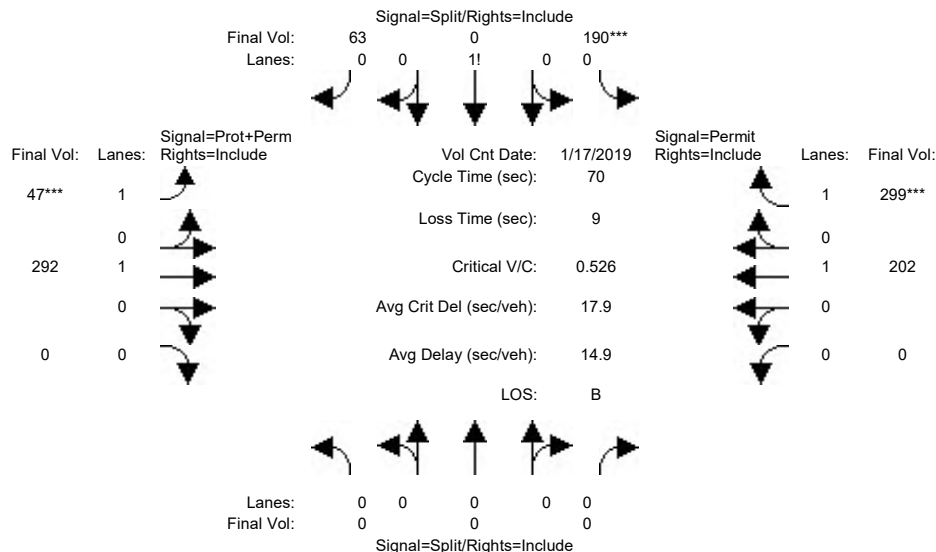 Signal=Split/Rights=Include
Final Vol: 63 0 190***
Lanes: 0 0 1! 0 0
Signal=Prot+Perm
Final Vol: Lanes: Rights=Include
Vol Cnt Date: 1/17/2019
Signal=Permit
Rights=Include Lanes: Final Vol:
Cycle Time (sec): 70
47*** 1
1 299***
Loss Time (sec): 9
0
0
292 1
Critical V/C: 0.526
1 202
0
Avg Crit Del (sec/veh): 17.9
0
0 0
Avg Delay (sec/veh): 14.9
0 0
LOS: B
Lanes: 0 0 0 0 0
Final Vol: 0 0 0
Signal=Split/Rights=Include